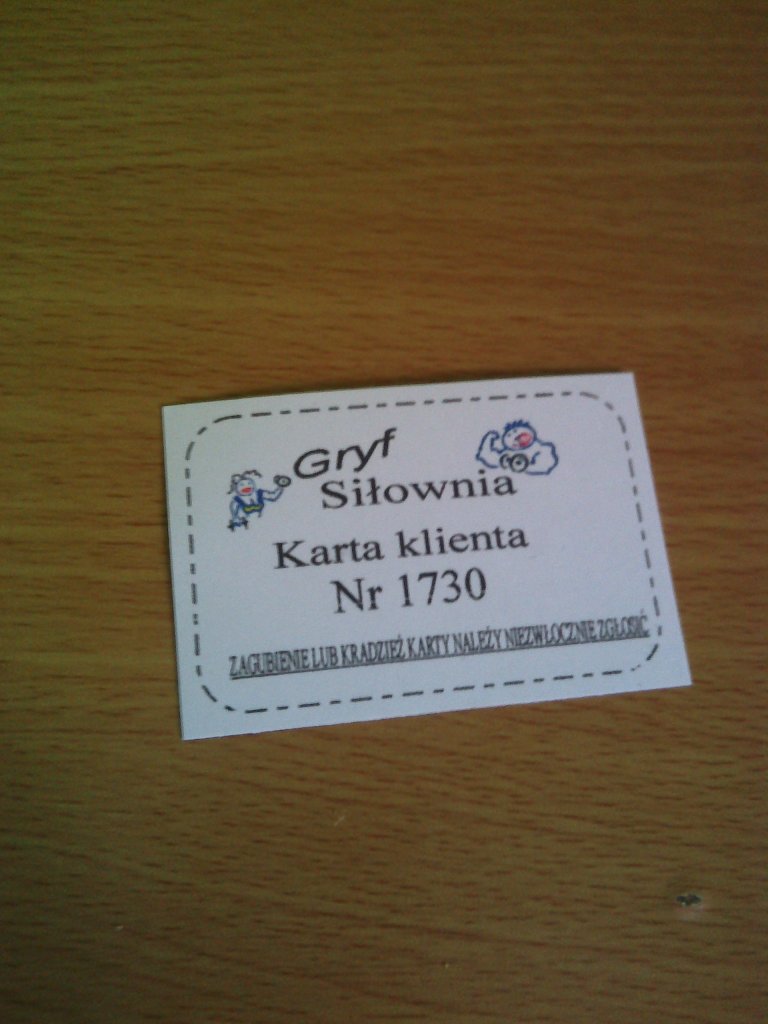 Gryf
Siłownia
Karta klienta
Nr 1730
ZAGUBIENIE LUB KRADZIEŻ KARTY NALEŻY NIEZWŁOCZNIE ZGŁOSIĆ